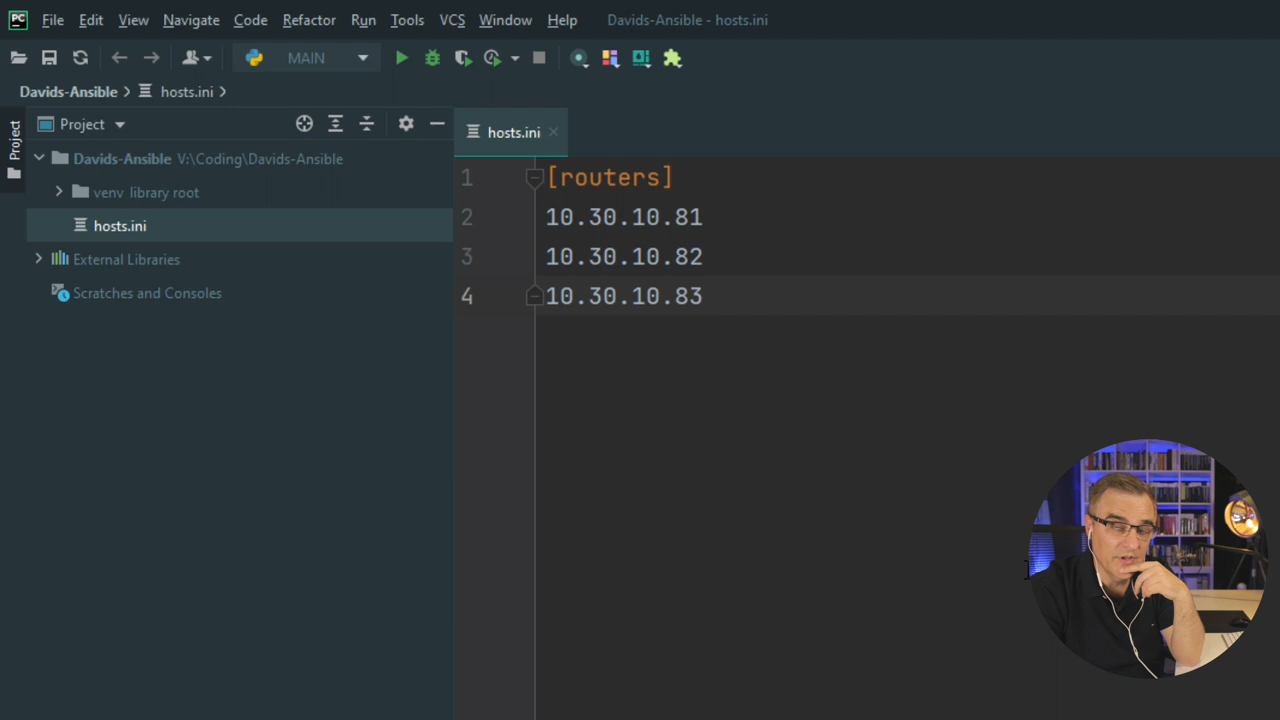 PC File Edit View Navigate Code Refactor Run Tools VCS Window Help Davids-Ansible - hosts.ini
MAIN
Davids-Ansible hosts.ini
Project
Project
hosts.ini
Davids-Ansible V:\Coding\Davids-Ansible
venv library root
hosts.ini
External Libraries
Scratches and Consoles
1 [routers]
2 10.30.10.81
3 10.30.10.82
4 10.30.10.83